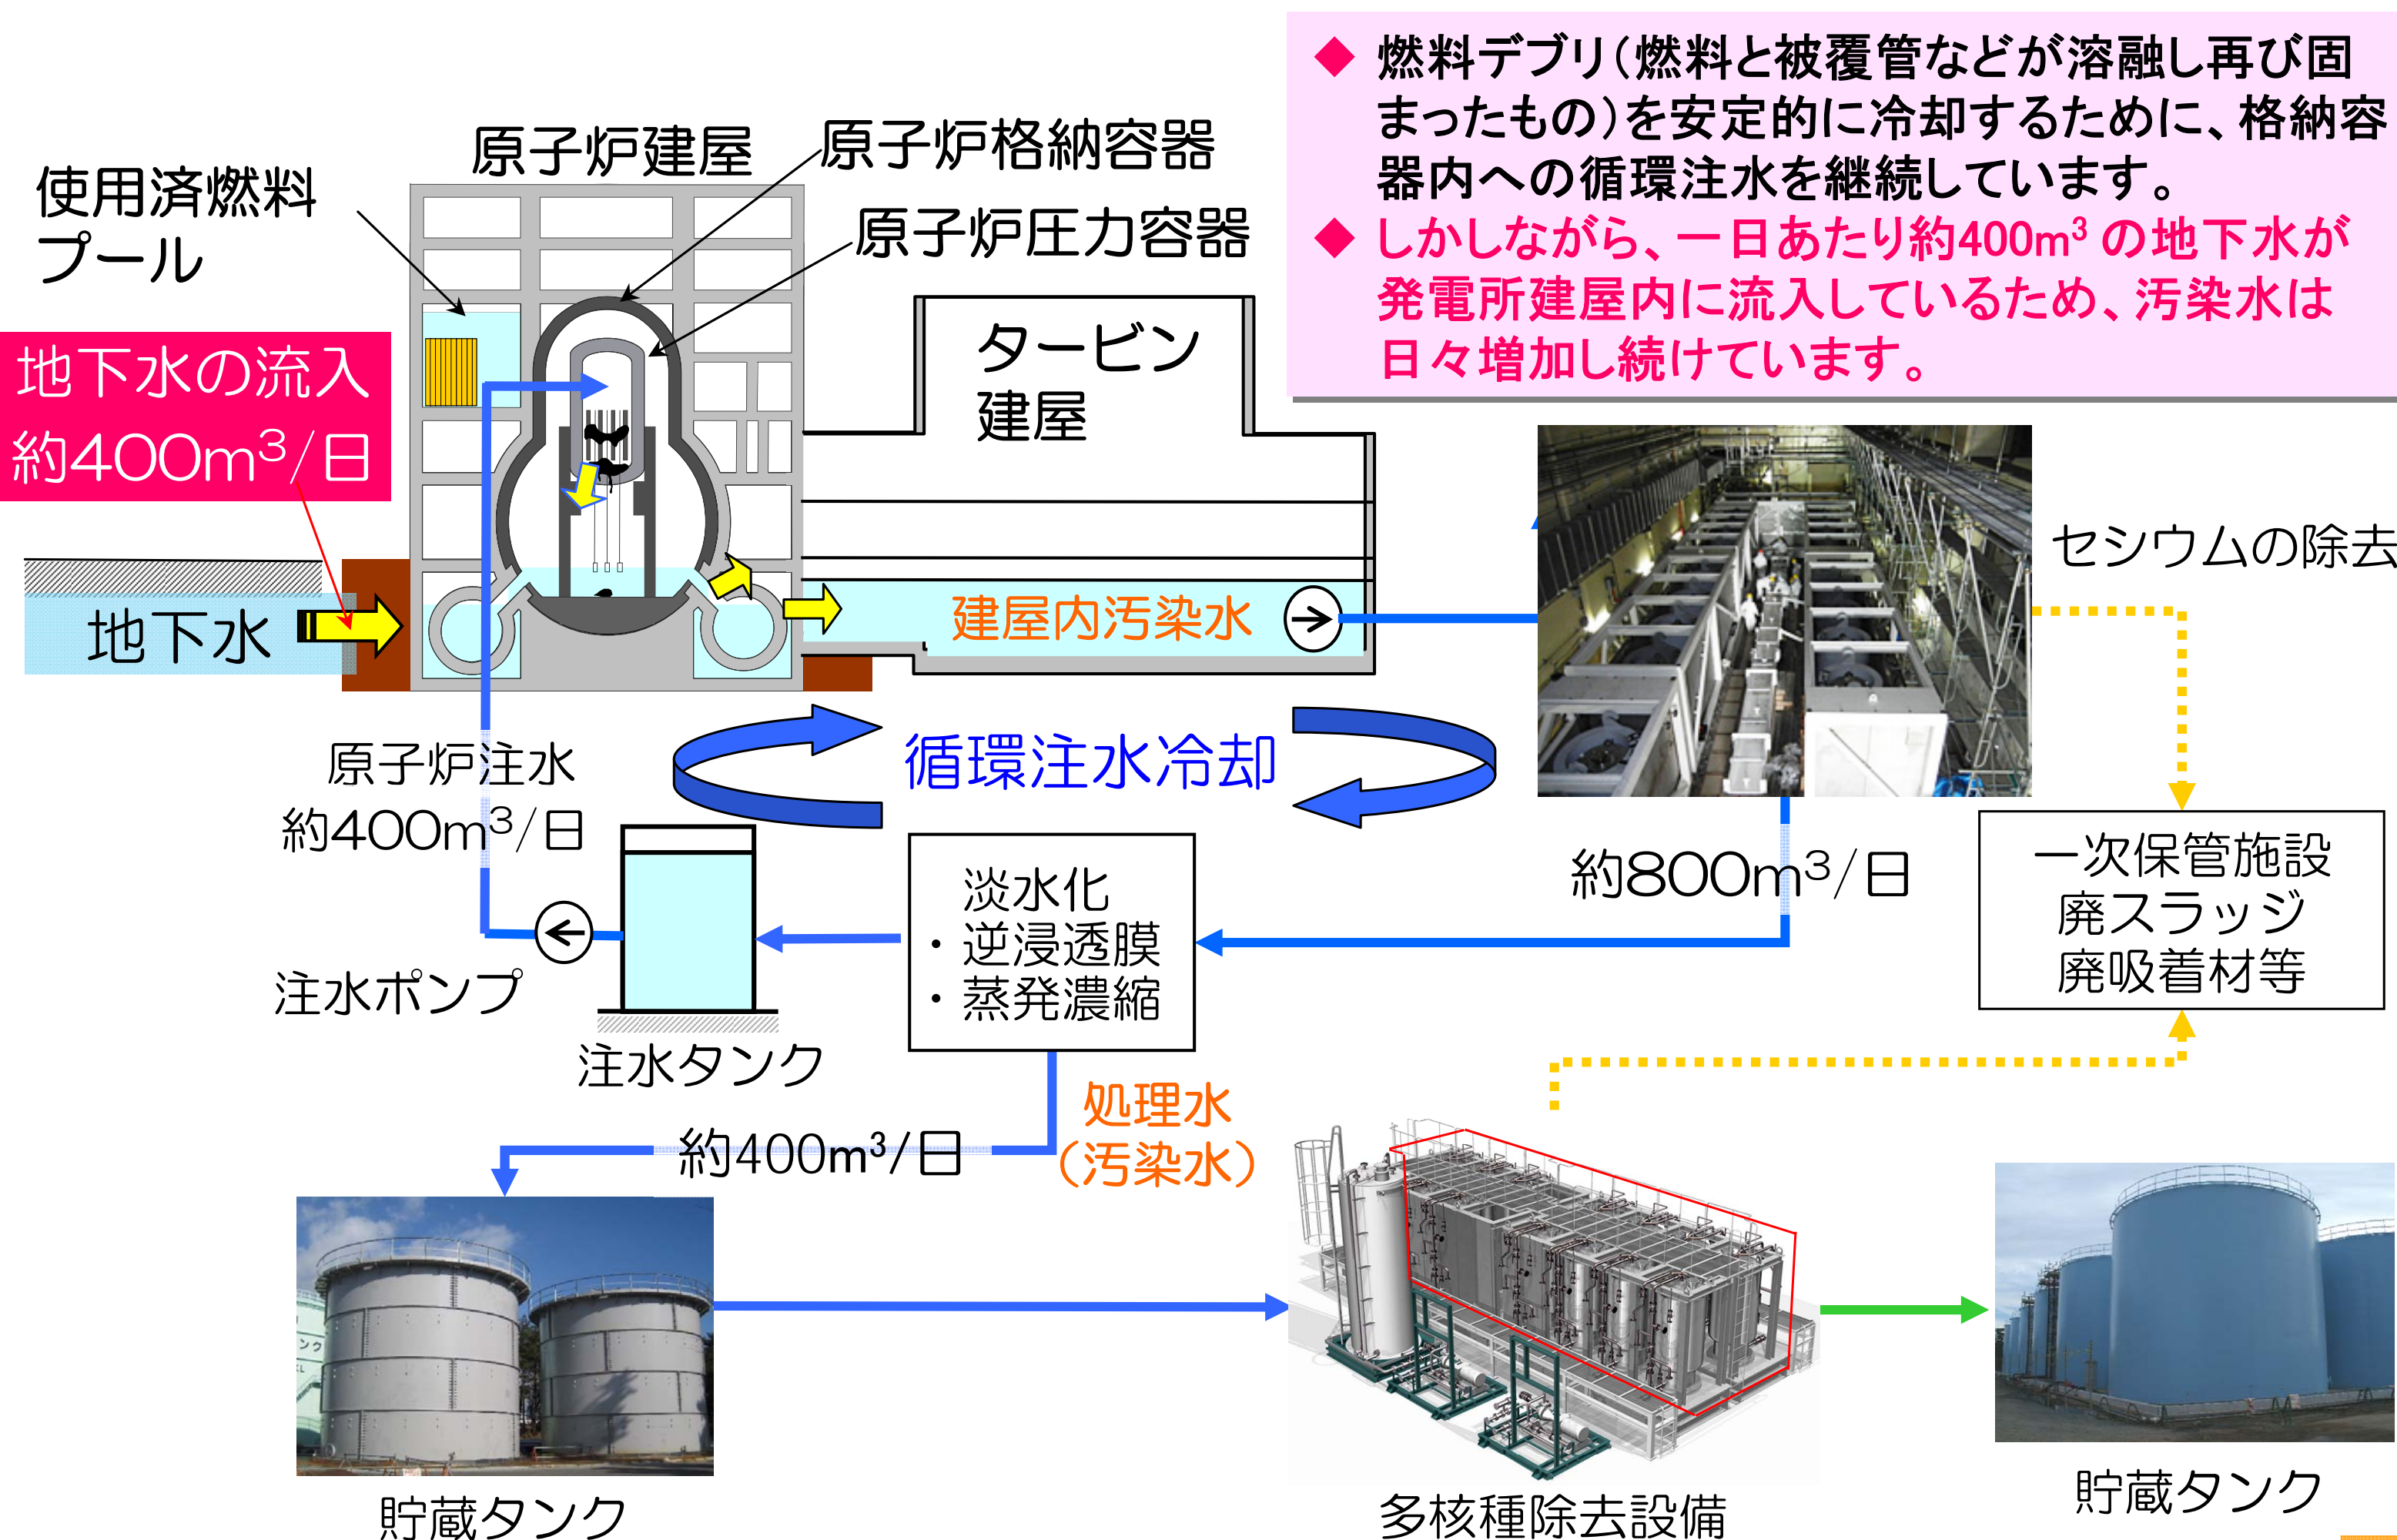 ◆ 燃料デブリ（燃料と被覆管などが溶融し再び固
まったもの）を安定的に冷却するために、格納容
器内への循環注水を継続しています。
◆ しかしながら、一日あたり約400m³ の地下水が
発電所建屋内に流入しているため、汚染水は
日々増加し続けています。
原子炉建屋
原子炉格納容器
使用済燃料
プール
原子炉圧力容器
地下水の流入
約400m³/日
タービン
建屋
セシウムの除去
地下水
建屋内汚染水
原子炉注水
約400m³/日
循環注水冷却
約800m³/日
一次保管施設
廃スラッジ
廃吸着材等
淡水化
・逆浸透膜
・蒸発濃縮
注水ポンプ
注水タンク
処理水
（汚染水）
約400m³/日
貯蔵タンク
多核種除去設備
貯蔵タンク